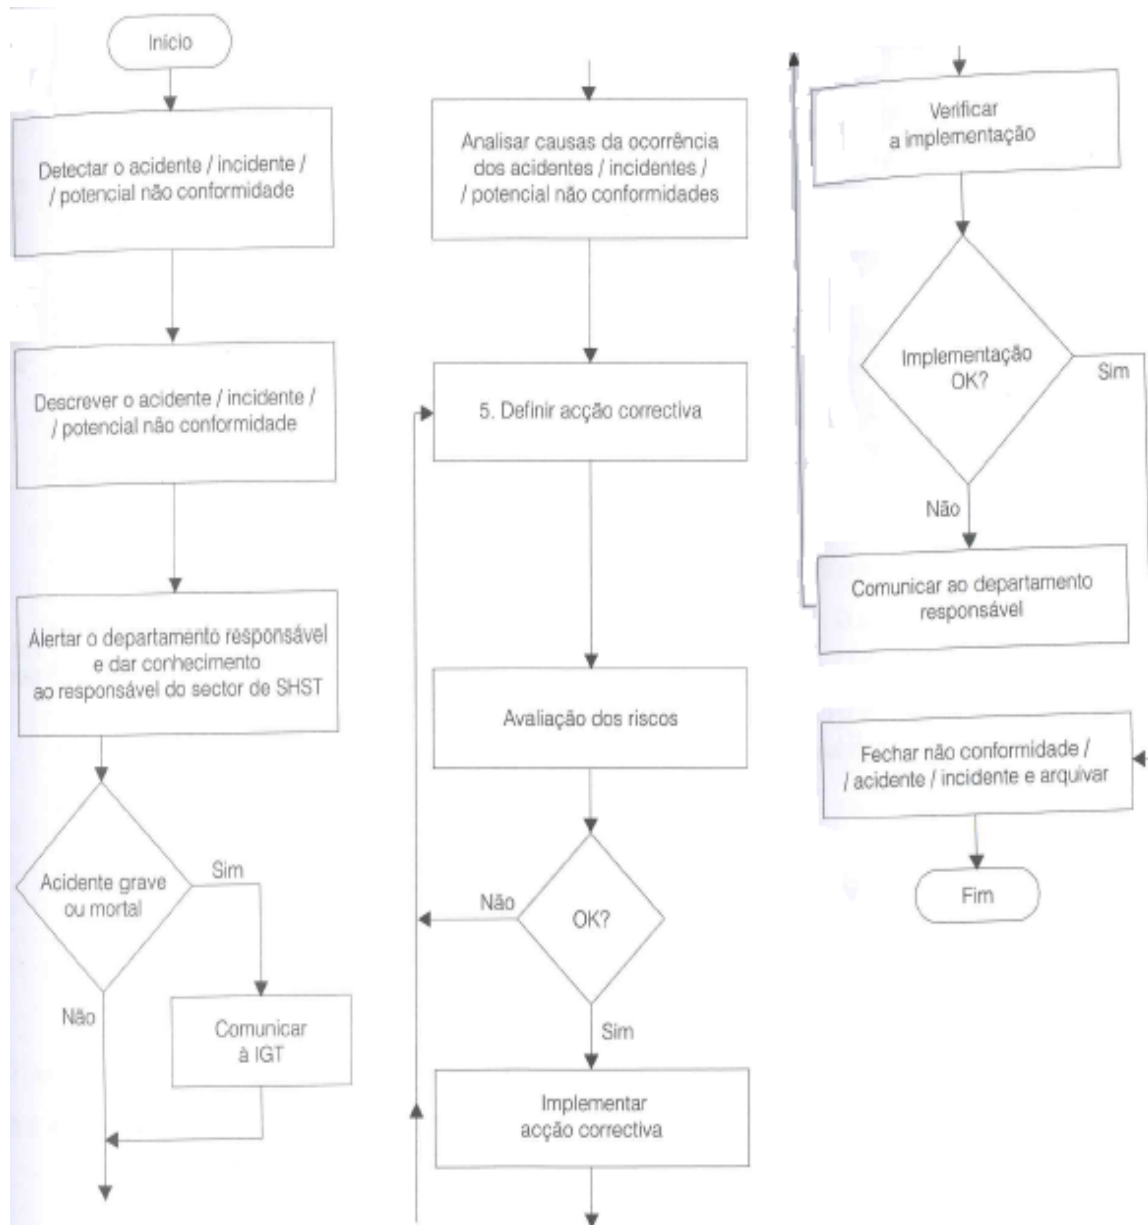 Início
Detectar o acidente / incidente /
/ potencial não conformidade
Descrever o acidente / incidente /
/ potencial não conformidade
Alertar o departamento responsável
e dar conhecimento
ao responsável do sector de SHST
Acidente grave
ou mortal
Sim
Não
Comunicar
à IGT
Analisar causas da ocorrência
dos acidentes / incidentes /
/ potencial não conformidades
5. Definir acção correctiva
Avaliação dos riscos
OK?
Não
Sim
Implementar
acção correctiva
Verificar
a implementação
Implementação
OK?
Sim
Não
Comunicar ao departamento
responsável
Fechar não conformidade /
/ acidente / incidente e arquivar
Fim